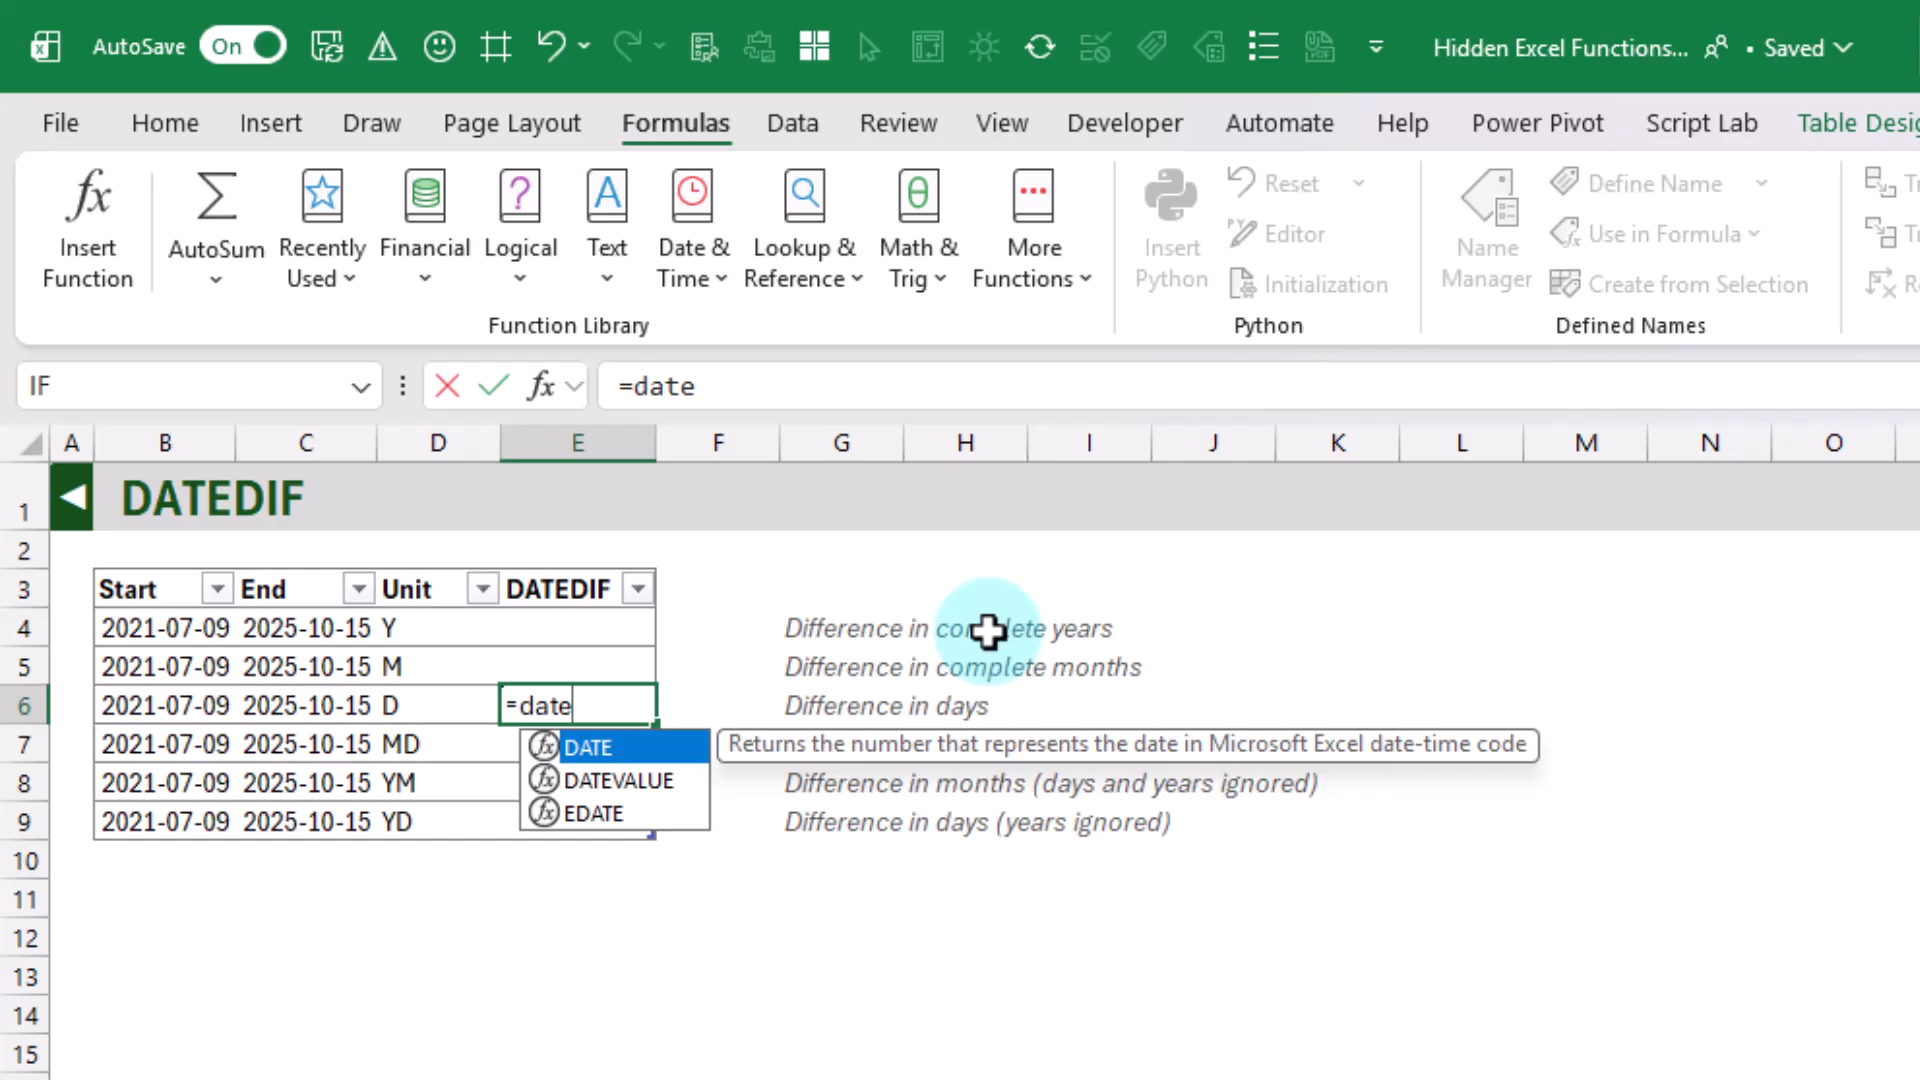 AutoSave On Hidden Excel Functions... • Saved
File Home Insert Draw Page Layout Formulas Data Review View Developer Automate Help Power Pivot Script Lab Table Desig
Insert Function
AutoSum
Recently Used
Financial
Logical
Text
Date & Time
Lookup & Reference
Math & Trig
More Functions
Function Library
Insert Python
Reset
Editor
Initialization
Python
Name Manager
Define Name
Use in Formula
Create from Selection
Defined Names
IF fx =date
A B C D E F G H I J K L M N O
1 DATEDIF
2
3 Start End Unit DATEDIF
4 2021-07-09 2025-10-15 Y Difference in complete years
5 2021-07-09 2025-10-15 M Difference in complete months
6 2021-07-09 2025-10-15 D =date Difference in days
7 2021-07-09 2025-10-15 MD DATE Returns the number that represents the date in Microsoft Excel date-time code
8 2021-07-09 2025-10-15 YM DATEVALUE Difference in months (days and years ignored)
9 2021-07-09 2025-10-15 YD EDATE Difference in days (years ignored)
10
11
12
13
14
15